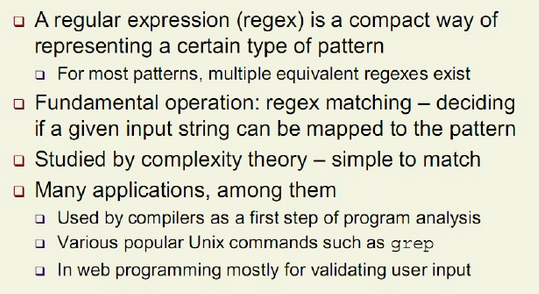 A regular expression (regex) is a compact way of
representing a certain type of pattern
For most patterns, multiple equivalent regexes exist
Fundamental operation: regex matching – deciding
if a given input string can be mapped to the pattern
Studied by complexity theory – simple to match
Many applications, among them
Used by compilers as a first step of program analysis
Various popular Unix commands such as grep
In web programming mostly for validating user input